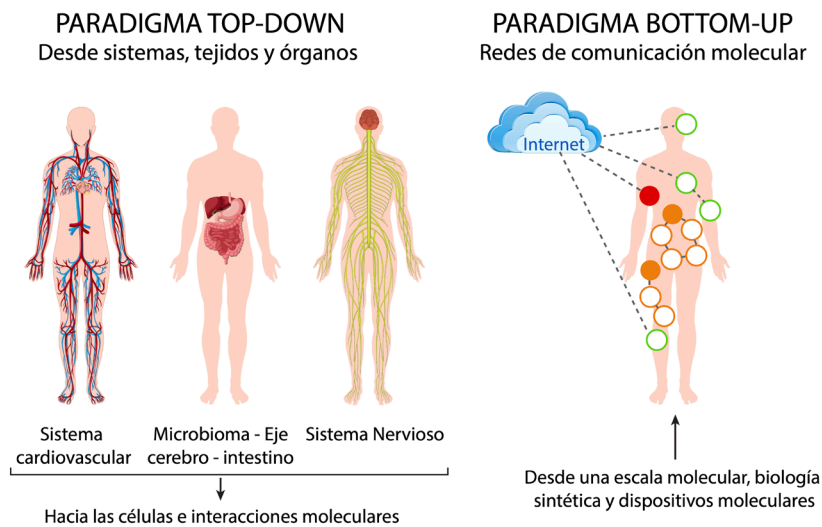 PARADIGMA TOP-DOWN
Desde sistemas, tejidos y órganos
Sistema
cardiovascular
Microbioma - Eje
cerebro - intestino
Sistema Nervioso
Hacia las células e interacciones moleculares
PARADIGMA BOTTOM-UP
Redes de comunicación molecular
Internet
Desde una escala molecular, biología
sintética y dispositivos moleculares